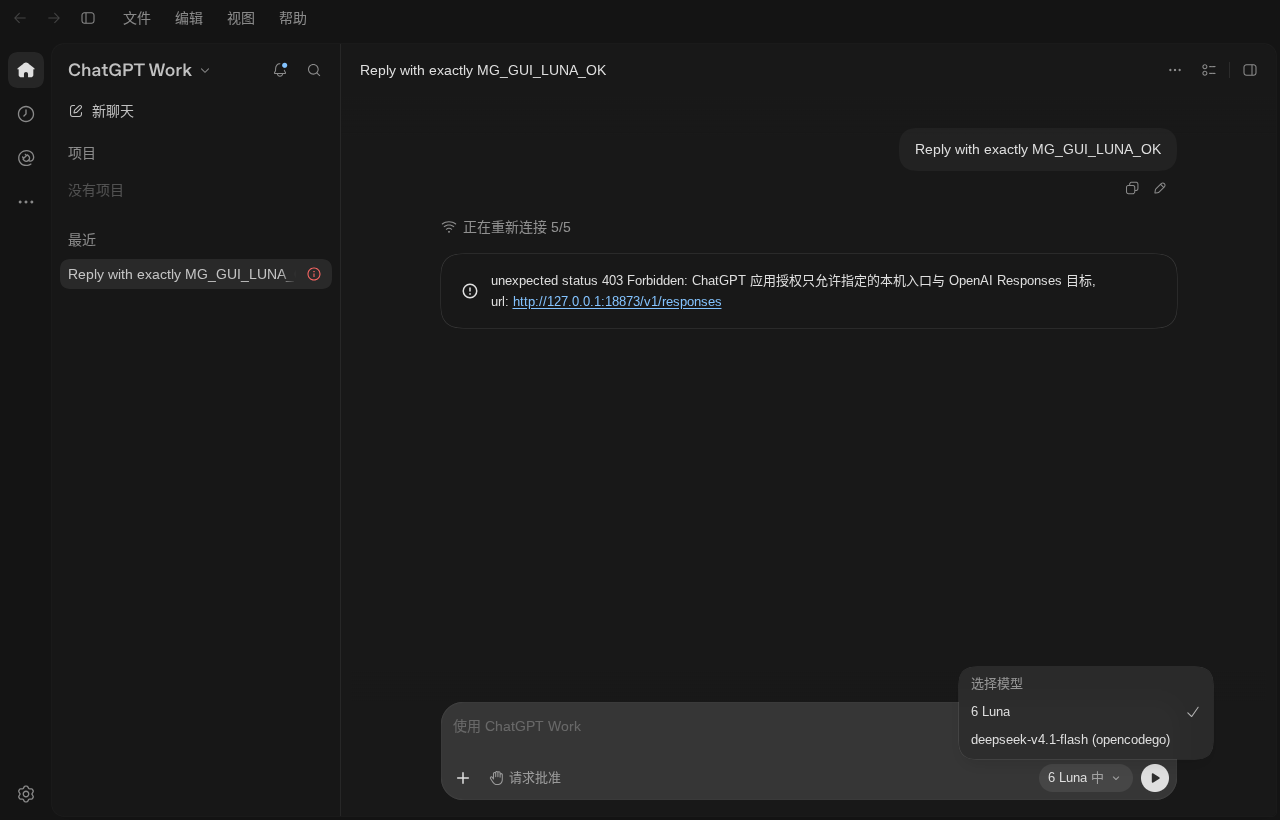 文件 编辑 视图 帮助
ChatGPT Work
新聊天
项目
没有项目
最近
Reply with exactly MG_GUI_LUNA_
Reply with exactly MG_GUI_LUNA_OK
Reply with exactly MG_GUI_LUNA_OK
正在重新连接 5/5
unexpected status 403 Forbidden: ChatGPT 应用授权只允许指定的本机入口与 OpenAI Responses 目标,
url: http://127.0.0.1:18873/v1/responses
选择模型
6 Luna
deepseek-v4.1-flash (opencodego)
使用 ChatGPT Work
请求批准
6 Luna 中